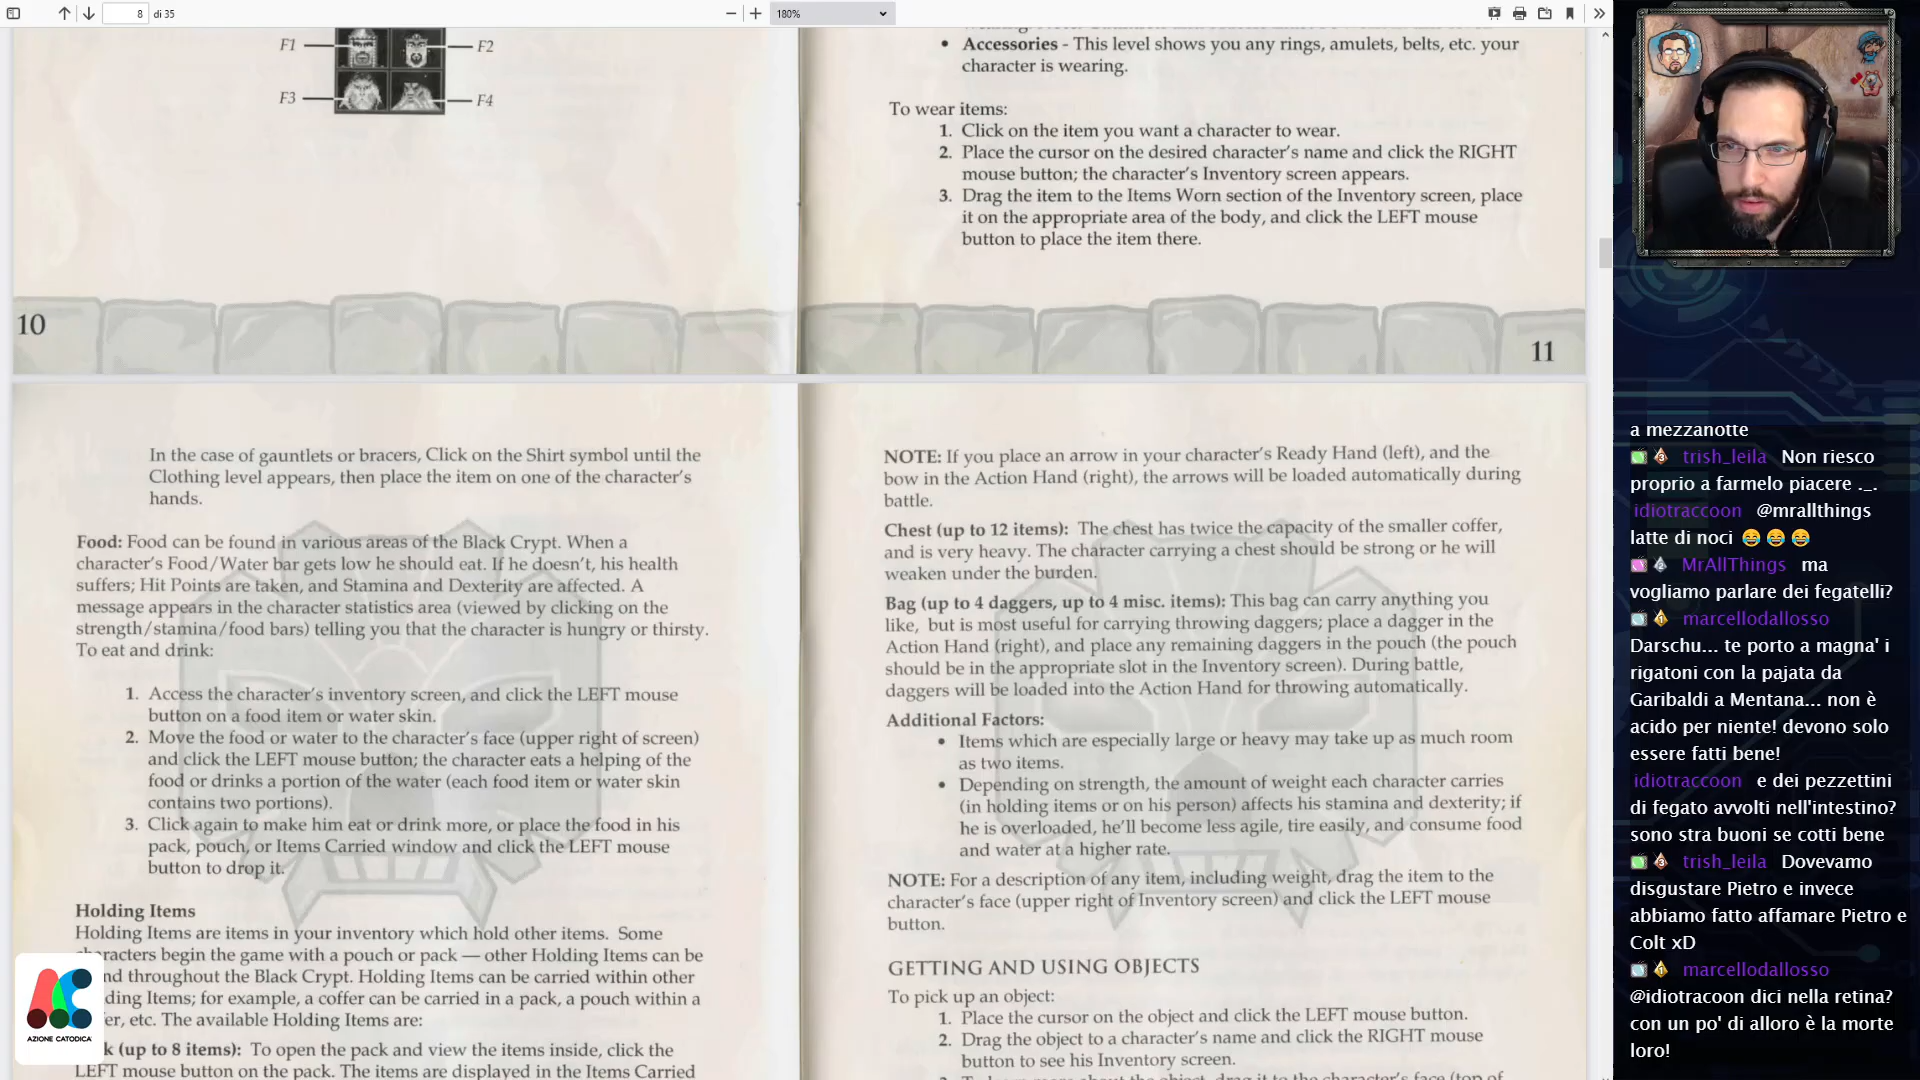 8
di 35
180%
F1
F2
F3
F4
10
• Accessories - This level shows you any rings, amulets, belts, etc. your
character is wearing.
To wear items:
1. Click on the item you want a character to wear.
2. Place the cursor on the desired character's name and click the RIGHT
mouse button; the character's Inventory screen appears.
3. Drag the item to the Items Worn section of the Inventory screen, place
it on the appropriate area of the body, and click the LEFT mouse
button to place the item there.
11
In the case of gauntlets or bracers, Click on the Shirt symbol until the
Clothing level appears, then place the item on one of the character's
hands.
Food: Food can be found in various areas of the Black Crypt. When a
character's Food/Water bar gets low he should eat. If he doesn't, his health
suffers; Hit Points are taken, and Stamina and Dexterity are affected. A
message appears in the character statistics area (viewed by clicking on the
strength/stamina/food bars) telling you that the character is hungry or thirsty.
To eat and drink:
1. Access the character's inventory screen, and click the LEFT mouse
button on a food item or water skin.
2. Move the food or water to the character's face (upper right of screen)
and click the LEFT mouse button; the character eats a helping of the
food or drinks a portion of the water (each food item or water skin
contains two portions).
3. Click again to make him eat or drink more, or place the food in his
pack, pouch, or Items Carried window and click the LEFT mouse
button to drop it.
Holding Items
Holding Items are items in your inventory which hold other items. Some
characters begin the game with a pouch or pack — other Holding Items can be
nd throughout the Black Crypt. Holding Items can be carried within other
ding Items; for example, a coffer can be carried in a pack, a pouch within a
er, etc. The available Holding Items are:
k (up to 8 items): To open the pack and view the items inside, click the
LEFT mouse button on the pack. The items are displayed in the Items Carried
AZIONE CATODICA
NOTE: If you place an arrow in your character's Ready Hand (left), and the
bow in the Action Hand (right), the arrows will be loaded automatically during
battle.
Chest (up to 12 items): The chest has twice the capacity of the smaller coffer,
and is very heavy. The character carrying a chest should be strong or he will
weaken under the burden.
Bag (up to 4 daggers, up to 4 misc. items): This bag can carry anything you
like, but is most useful for carrying throwing daggers; place a dagger in the
Action Hand (right), and place any remaining daggers in the pouch (the pouch
should be in the appropriate slot in the Inventory screen). During battle,
daggers will be loaded into the Action Hand for throwing automatically.
Additional Factors:
• Items which are especially large or heavy may take up as much room
as two items.
• Depending on strength, the amount of weight each character carries
(in holding items or on his person) affects his stamina and dexterity; if
he is overloaded, he'll become less agile, tire easily, and consume food
and water at a higher rate.
NOTE: For a description of any item, including weight, drag the item to the
character's face (upper right of Inventory screen) and click the LEFT mouse
button.
GETTING AND USING OBJECTS
To pick up an object:
1. Place the cursor on the object and click the LEFT mouse button.
2. Drag the object to a character's name and click the RIGHT mouse
button to see his Inventory screen.
a mezzanotte
trish_leila Non riesco
proprio a farmelo piacere ._.
idiotraccoon @mrallthings
latte di noci 😂 😂 😂
MrAllThings ma
vogliamo parlare dei fegatelli?
marcellodallosso
Darschu... te porto a magna' i
rigatoni con la pajata da
Garibaldi a Mentana... non è
acido per niente! devono solo
essere fatti bene!
idiotraccoon e dei pezzettini
di fegato avvolti nell'intestino?
sono stra buoni se cotti bene
trish_leila Dovevamo
disgustare Pietro e invece
abbiamo fatto affamare Pietro e
Colt xD
marcellodallosso
@idiotracoon dici nella retina?
con un po' di alloro è la morte
loro!